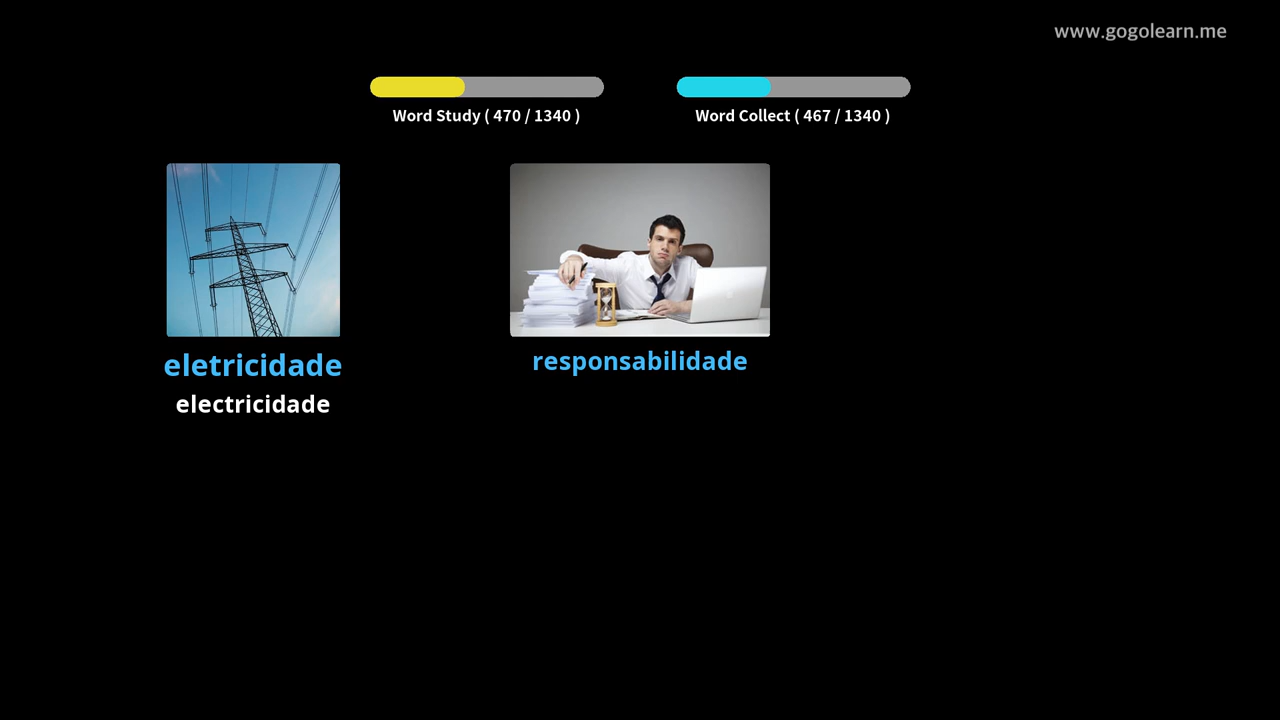 www.gogolearn.me
Word Study ( 470 / 1340 )
Word Collect ( 467 / 1340 )
eletricidade
electricidade
responsabilidade